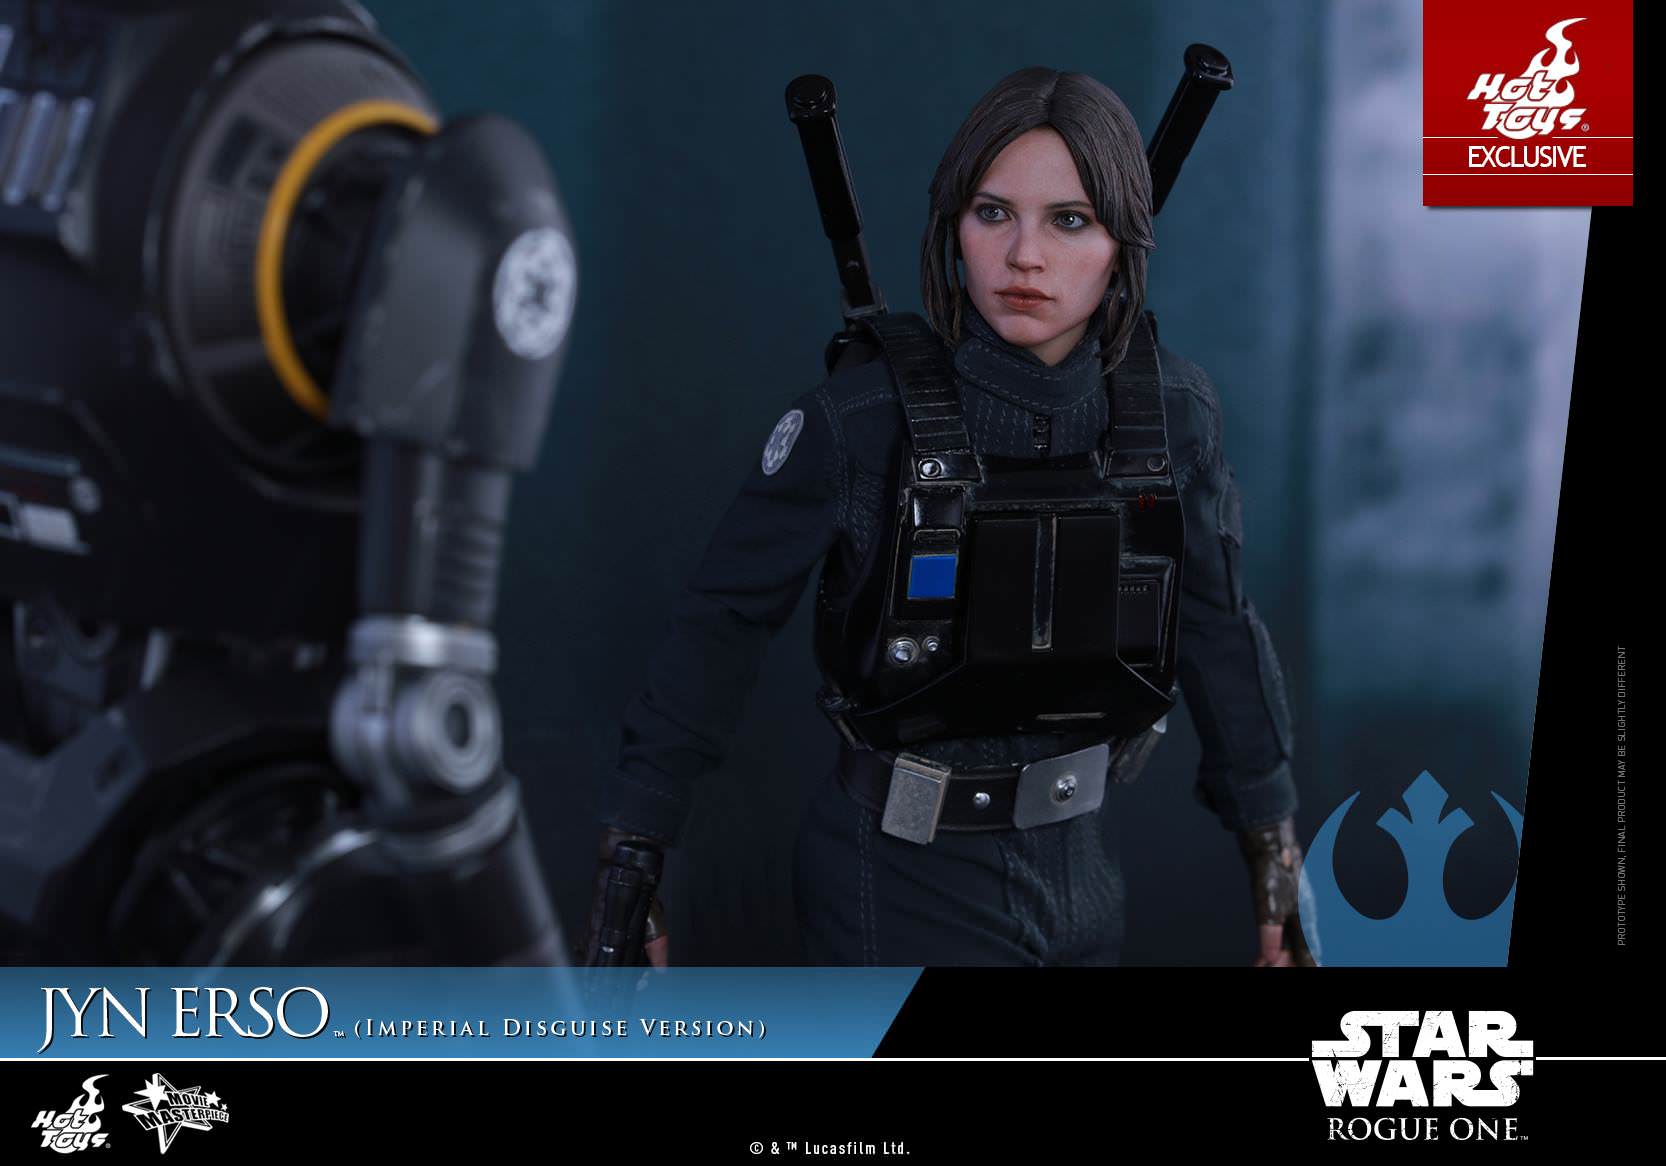 Hot Toys®
EXCLUSIVE
PROTOTYPE SHOWN, FINAL PRODUCT MAY BE SLIGHTLY DIFFERENT
JYN ERSO™ (IMPERIAL DISGUISE VERSION)
Hot Toys®
MOVIE MASTERPIECE
STAR WARS
ROGUE ONE™
© & ™ Lucasfilm Ltd.